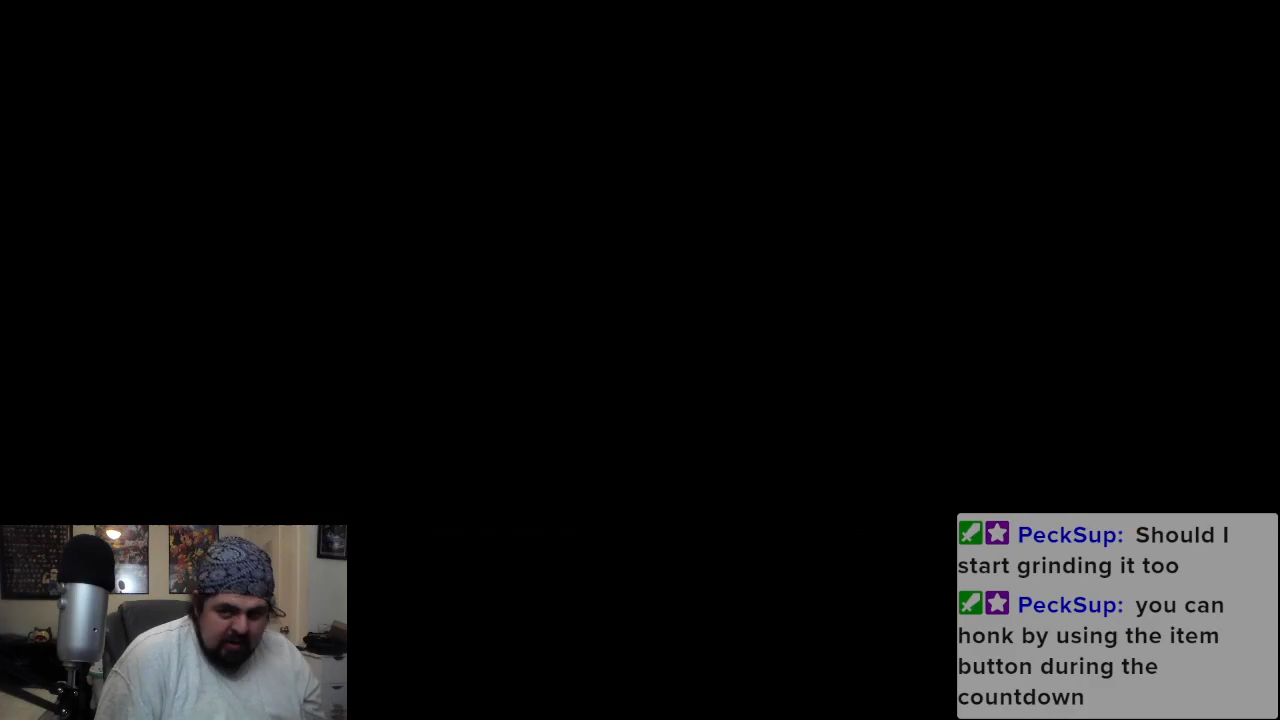 PeckSup: Should I
start grinding it too
PeckSup: you can
honk by using the item
button during the
countdown